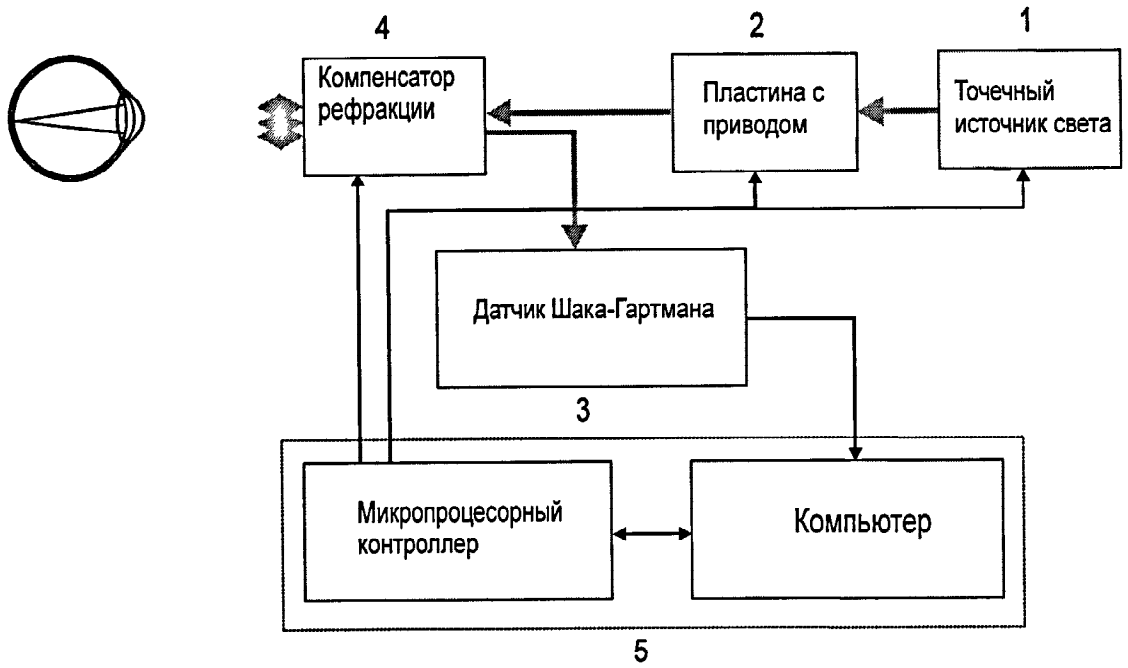 4
2
1
Компенсатор
рефракции
Пластина с
приводом
Точечный
источник света
Датчик Шака-Гартмана
3
Микропроцесорный
контроллер
Компьютер
5